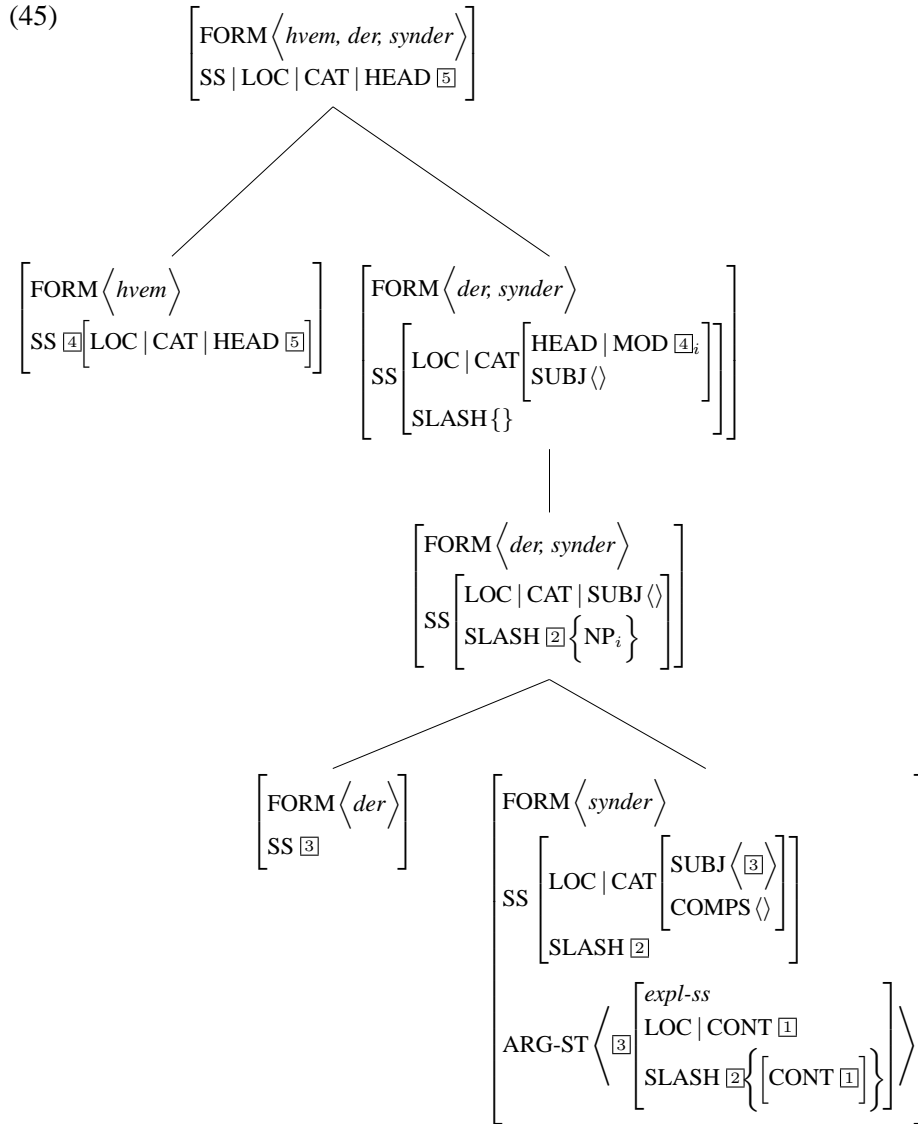 (45)
[FORM ⟨hvem, der, synder⟩
SS | LOC | CAT | HEAD [5]]
[FORM ⟨hvem⟩
SS [4] [LOC | CAT | HEAD [5]]]
[FORM ⟨der, synder⟩
SS [LOC | CAT [HEAD | MOD [4]ᵢ
SUBJ ⟨⟩]
SLASH {}]]
[FORM ⟨der, synder⟩
SS [LOC | CAT | SUBJ ⟨⟩
SLASH [2] {NPᵢ}]]
[FORM ⟨der⟩
SS [3]]
[FORM ⟨synder⟩
SS [LOC | CAT [SUBJ ⟨[3]⟩
COMPS ⟨⟩]
SLASH [2]]
ARG-ST ⟨[3] [expl-ss
LOC | CONT [1]
SLASH [2] {[CONT [1]]}]⟩]